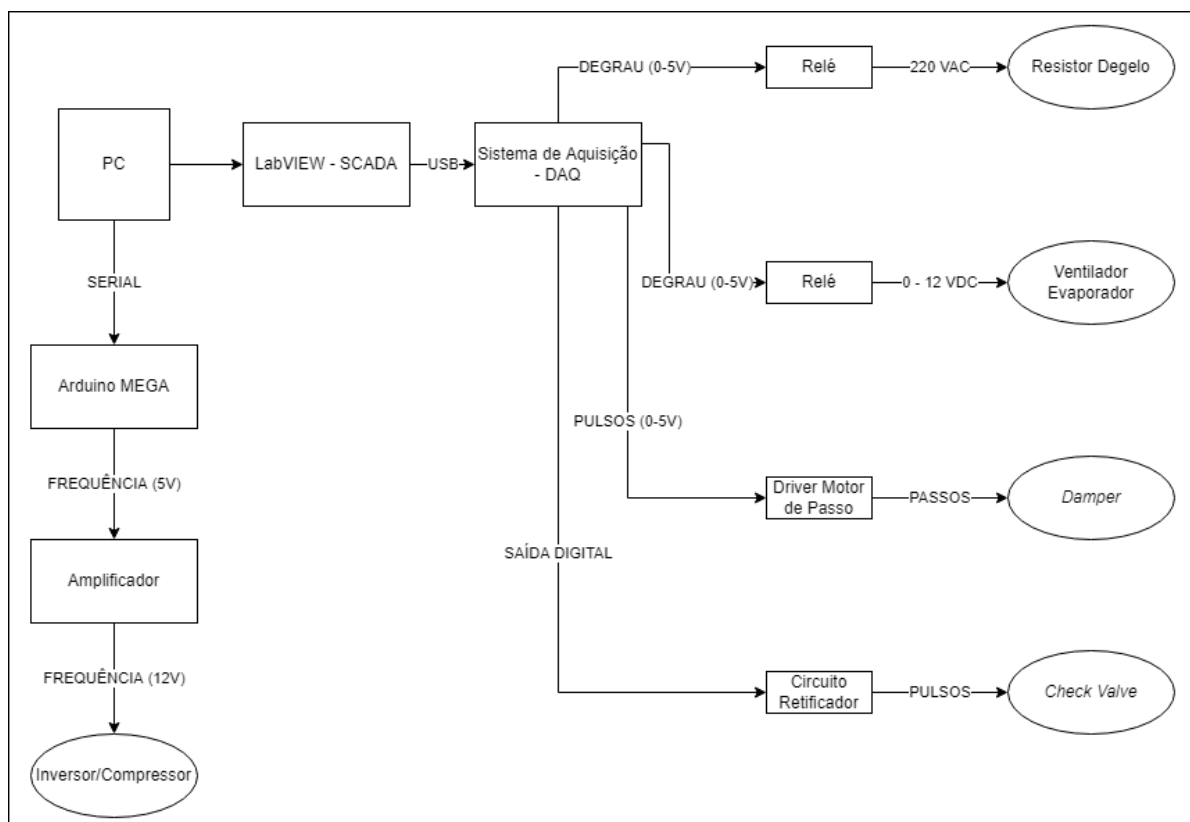 DEGRAU (0-5V)
Relé
220 VAC
Resistor Degelo
PC
LabVIEW - SCADA
USB
Sistema de Aquisição
- DAQ
SERIAL
DEGRAU (0-5V)
Relé
0 - 12 VDC
Ventilador
Evaporador
Arduino MEGA
PULSOS (0-5V)
FREQUÊNCIA (5V)
Driver Motor
de Passo
PASSOS
Damper
SAÍDA DIGITAL
Amplificador
FREQUÊNCIA (12V)
Circuito
Retificador
PULSOS
Check Valve
Inversor/Compressor